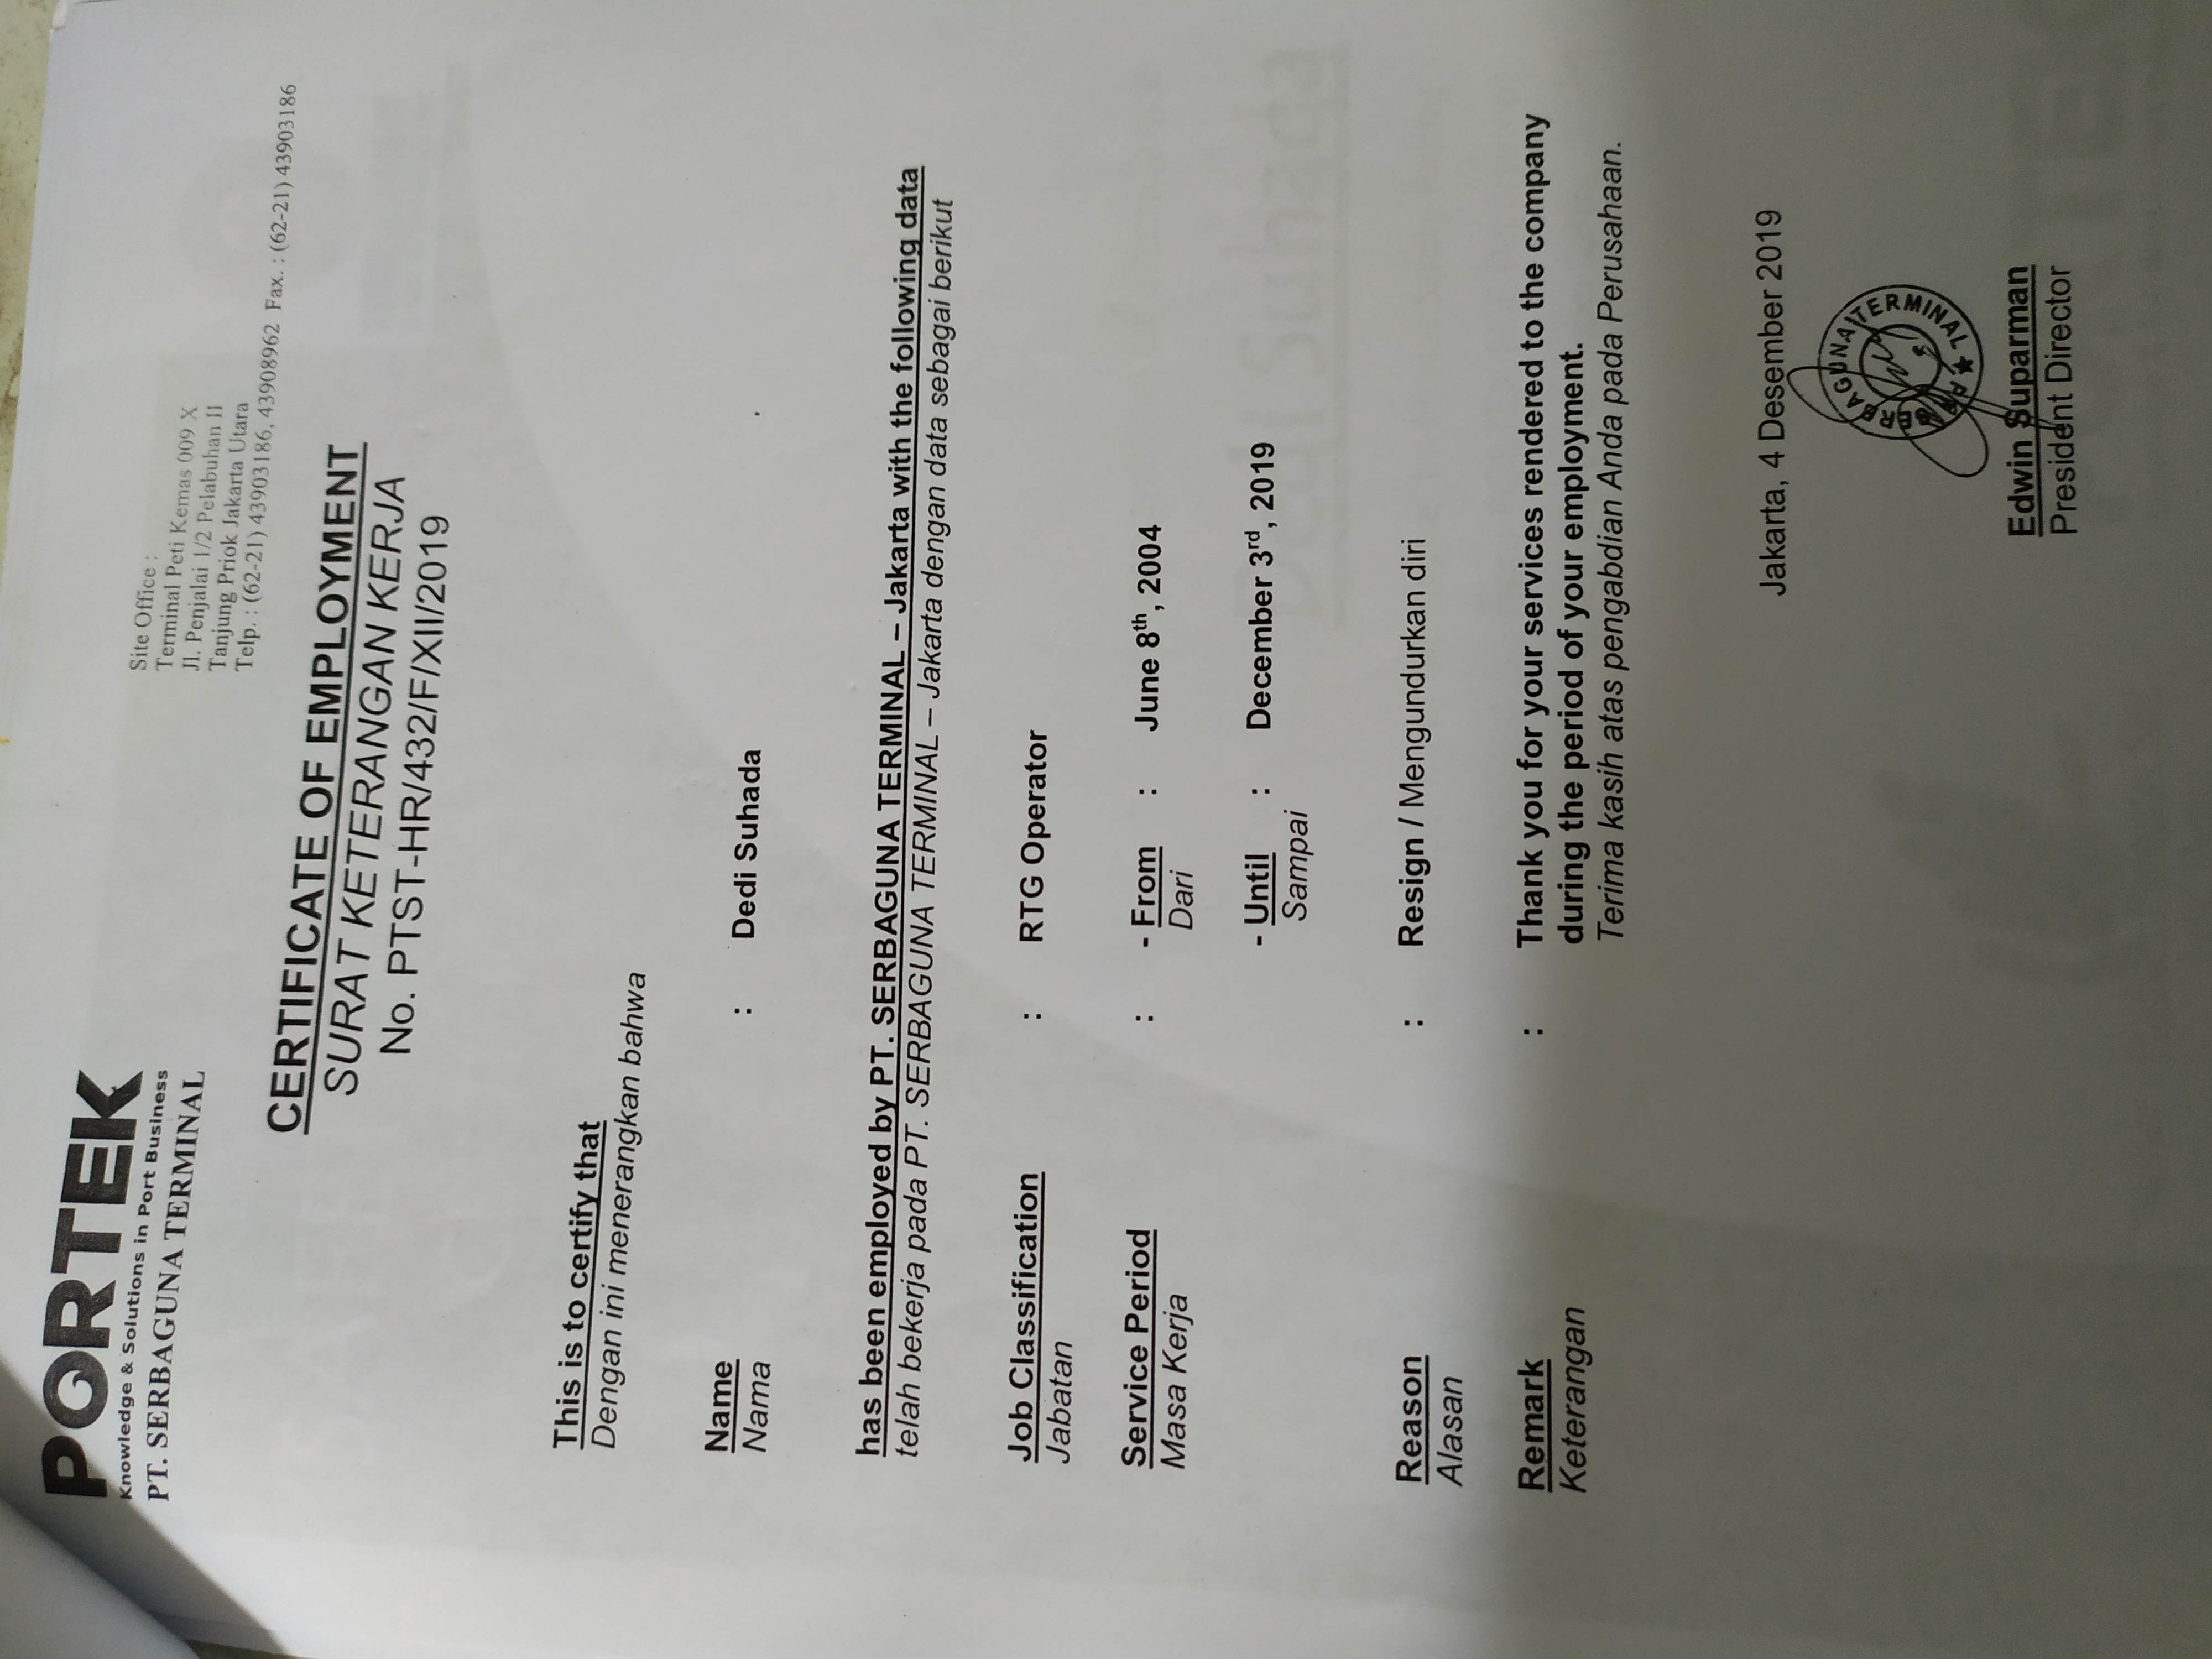 PORTEK
Knowledge & Solutions in Port Business
PT. SERBAGUNA TERMINAL
Site Office :
Terminal Peti Kemas 009 X
Jl. Penjalai 1/2 Pelabuhan II
Tanjung Priok Jakarta Utara
Telp. : (62-21) 43903186, 43908962 Fax. : (62-21) 43903186
CERTIFICATE OF EMPLOYMENT
SURAT KETERANGAN KERJA
No. PTST-HR/432/F/XII/2019
This is to certify that
Dengan ini menerangkan bahwa
Name : Dedi Suhada
Nama
has been employed by PT. SERBAGUNA TERMINAL – Jakarta with the following data
telah bekerja pada PT. SERBAGUNA TERMINAL – Jakarta dengan data sebagai berikut
Job Classification : RTG Operator
Jabatan
Service Period : - From : June 8th, 2004
Masa Kerja Dari
- Until : December 3rd, 2019
Sampai
Reason : Resign / Mengundurkan diri
Alasan
Remark : Thank you for your services rendered to the company
Keterangan during the period of your employment.
Terima kasih atas pengabdian Anda pada Perusahaan.
Jakarta, 4 Desember 2019
SERBAGUNA TERMINAL
Edwin Suparman
President Director